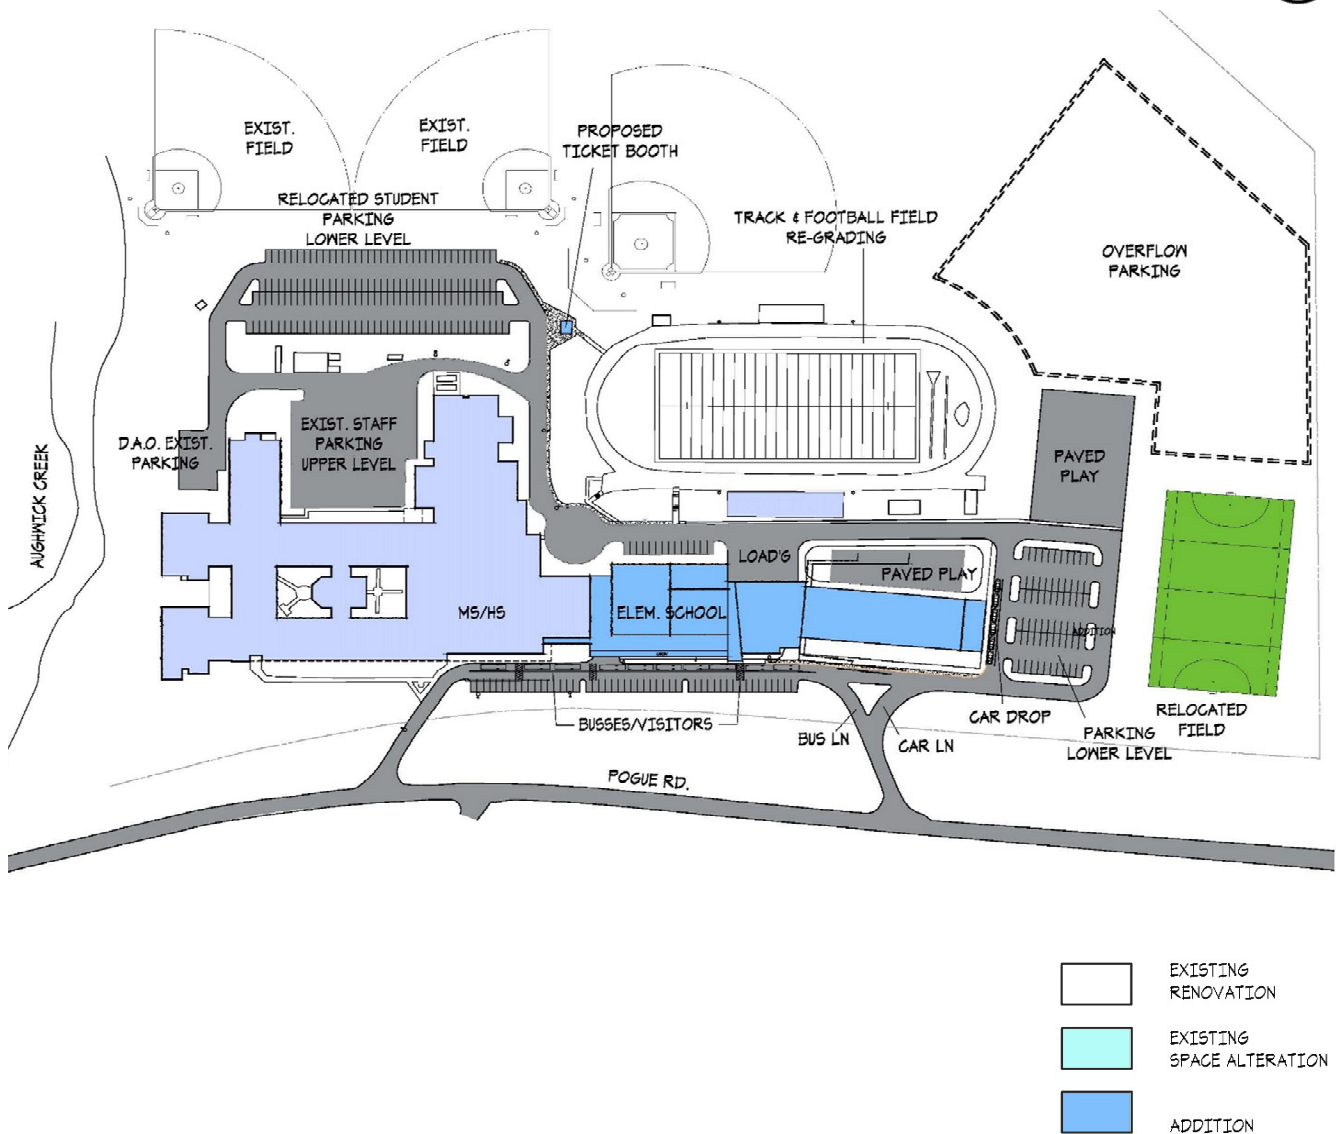 EXIST.
FIELD
EXIST.
FIELD
PROPOSED
TICKET BOOTH
RELOCATED STUDENT
PARKING
LOWER LEVEL
TRACK & FOOTBALL FIELD
RE-GRADING
OVERFLOW
PARKING
D.A.O. EXIST.
PARKING
EXIST. STAFF
PARKING
UPPER LEVEL
PAVED
PLAY
AUGHWICK CREEK
LOAD'G
PAVED PLAY
MS/HS
ELEM. SCHOOL
ADDITION
BUSSES/VISITORS
BUS LN
CAR LN
CAR DROP
PARKING
LOWER LEVEL
RELOCATED
FIELD
POGUE RD.
EXISTING
RENOVATION
EXISTING
SPACE ALTERATION
ADDITION